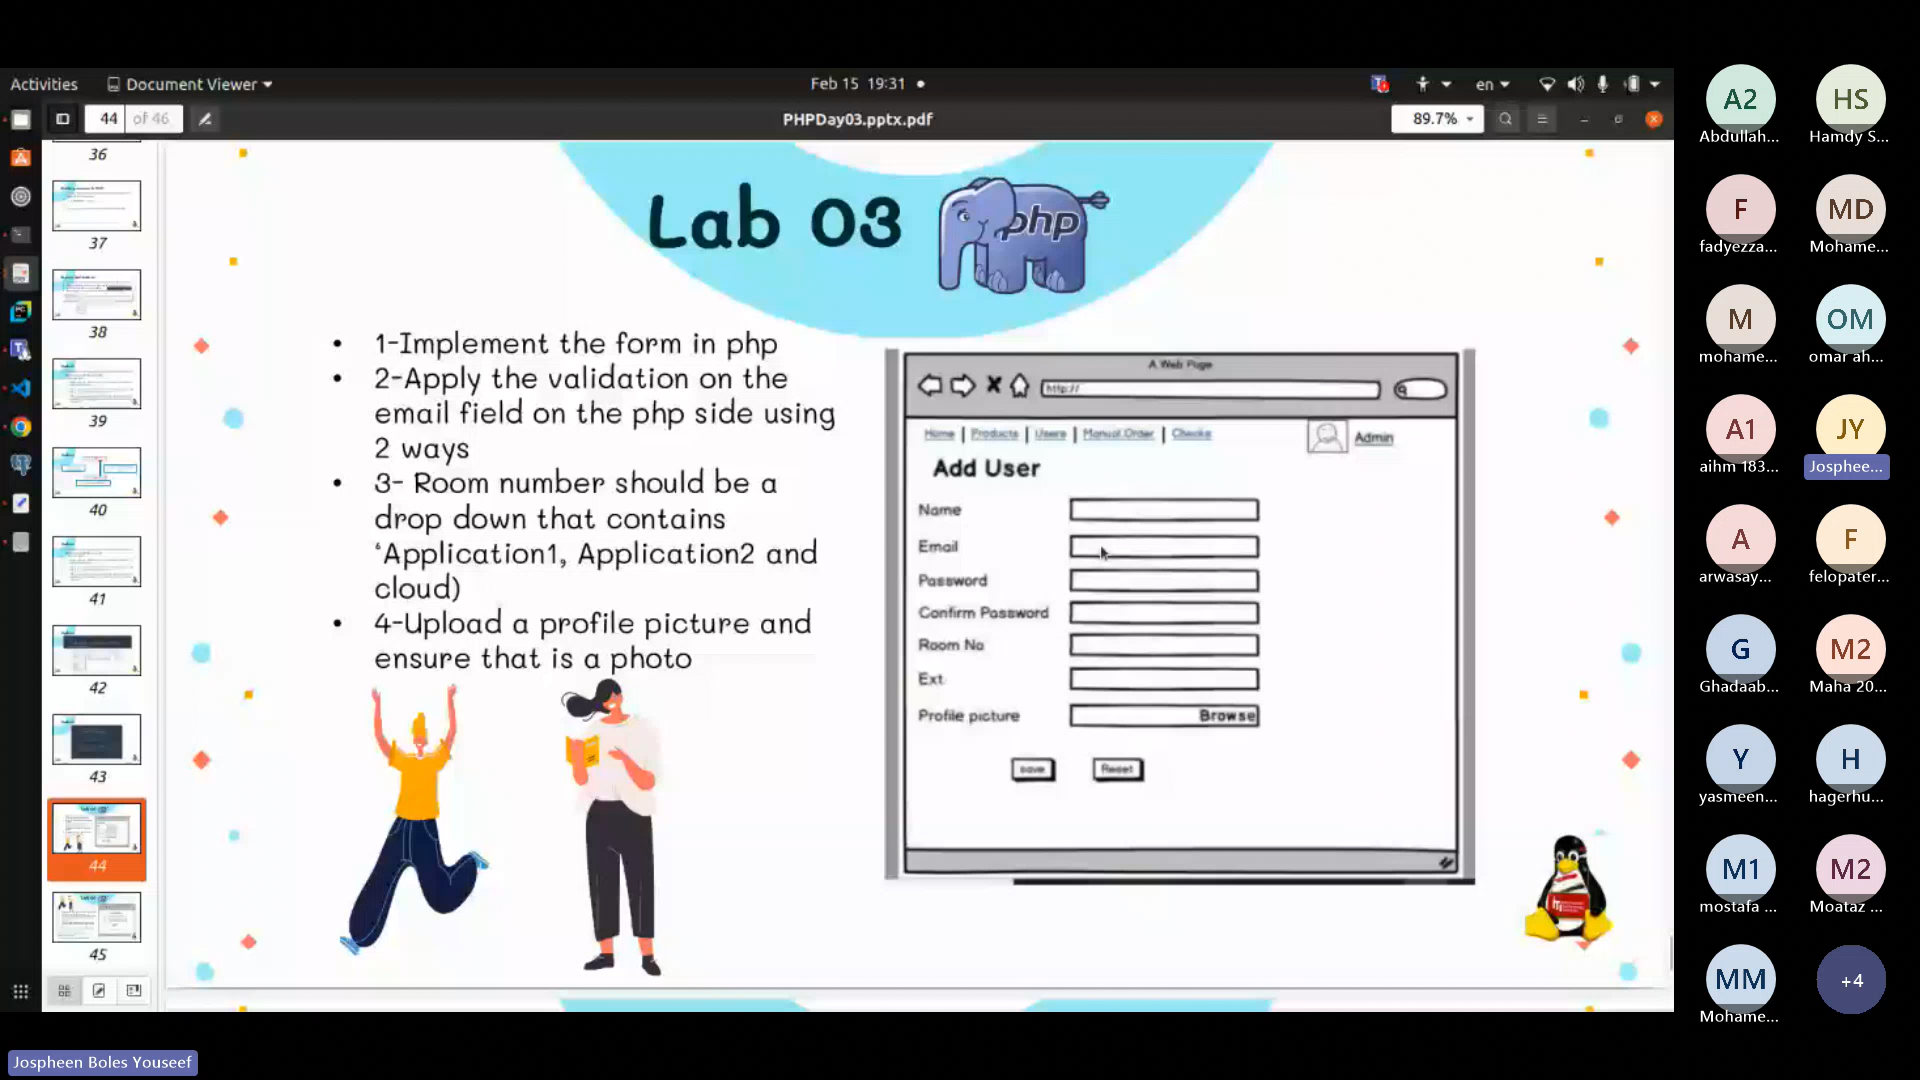 Activities
Document Viewer
Feb 15 19:31
en
44 of 46
PHPDay03.pptx.pdf
89.7%
36
37
38
39
40
41
42
43
44
45
Lab 03
php
1-Implement the form in php
2-Apply the validation on the
email field on the php side using
2 ways
3- Room number should be a
drop down that contains
‘Application1, Application2 and
cloud)
4-Upload a profile picture and
ensure that is a photo
A Web Page
http://
Home | Products | Users | Manual Order | Checks
Admin
Add User
Name
Email
Password
Confirm Password
Room No
Ext
Profile picture
Browse
save
Reset
A2
Abdullah...
HS
Hamdy S...
F
fadyezza...
MD
Mohame...
M
mohame...
OM
omar ah...
A1
aihm 183...
JY
Josphee...
A
arwasay...
F
felopater...
G
Ghadaab...
M2
Maha 20...
Y
yasmeen...
H
hagerhu...
M1
mostafa ...
M2
Moataz ...
MM
Mohame...
+4
Jospheen Boles Youseef